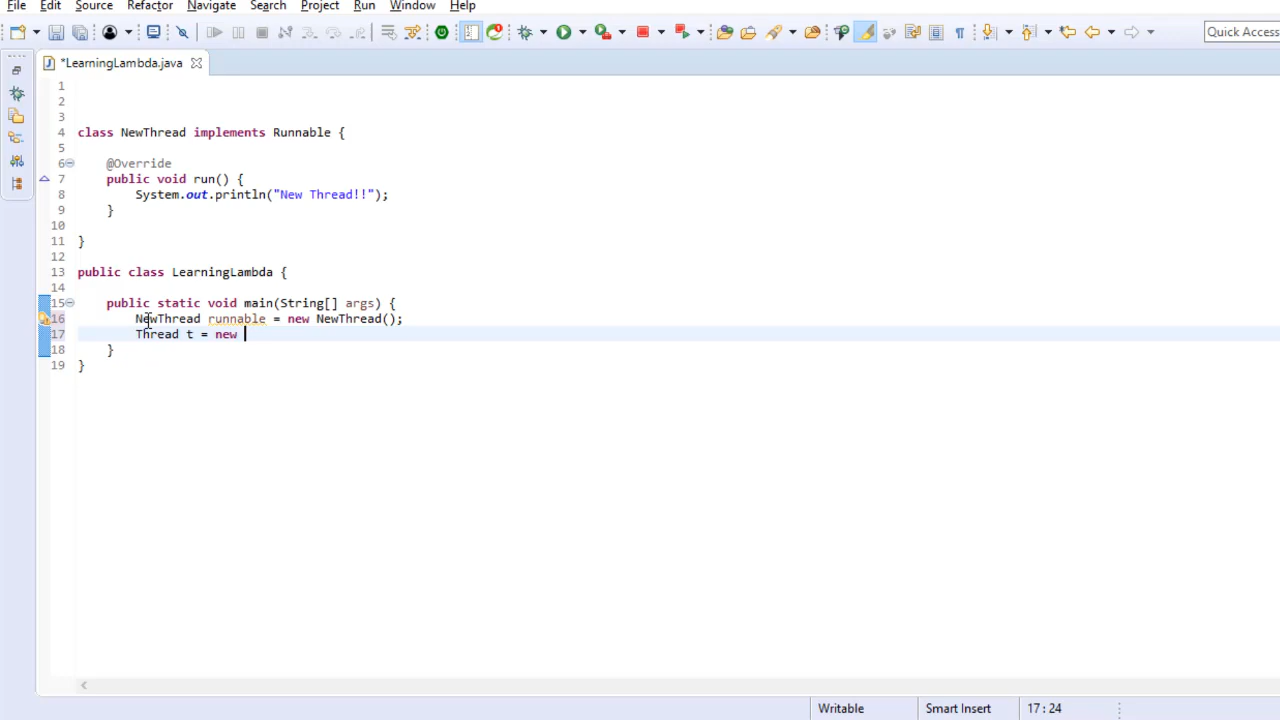 File Edit Source Refactor Navigate Search Project Run Window Help
Quick Access
*LearningLambda.java
1
2
3
4 class NewThread implements Runnable {
5
6 @Override
7 public void run() {
8 System.out.println("New Thread!!");
9 }
10
11 }
12
13 public class LearningLambda {
14
15 public static void main(String[] args) {
16 NewThread runnable = new NewThread();
17 Thread t = new
18 }
19 }
Writable Smart Insert 17 : 24